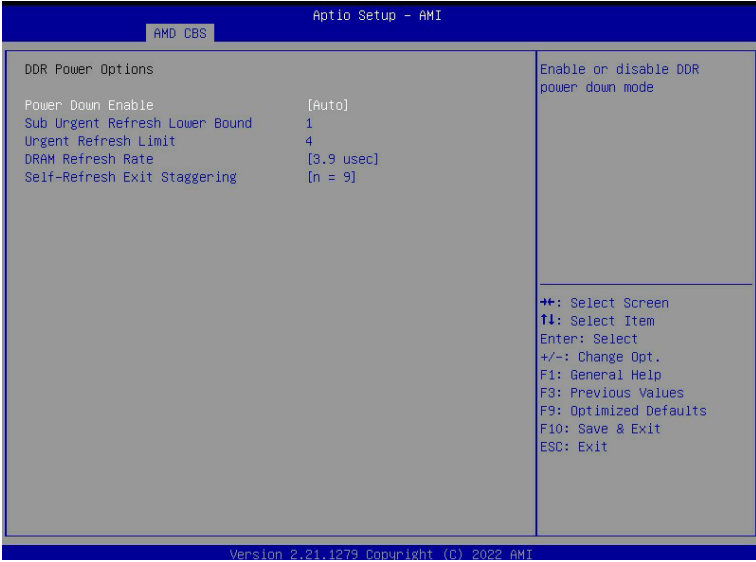 Aptio Setup – AMI
AMD CBS
DDR Power Options
Power Down Enable [Auto]
Sub Urgent Refresh Lower Bound 1
Urgent Refresh Limit 4
DRAM Refresh Rate [3.9 usec]
Self-Refresh Exit Staggering [n = 9]
Enable or disable DDR
power down mode
→←: Select Screen
↑↓: Select Item
Enter: Select
+/-: Change Opt.
F1: General Help
F3: Previous Values
F9: Optimized Defaults
F10: Save & Exit
ESC: Exit
Version 2.21.1279 Copyright (C) 2022 AMI